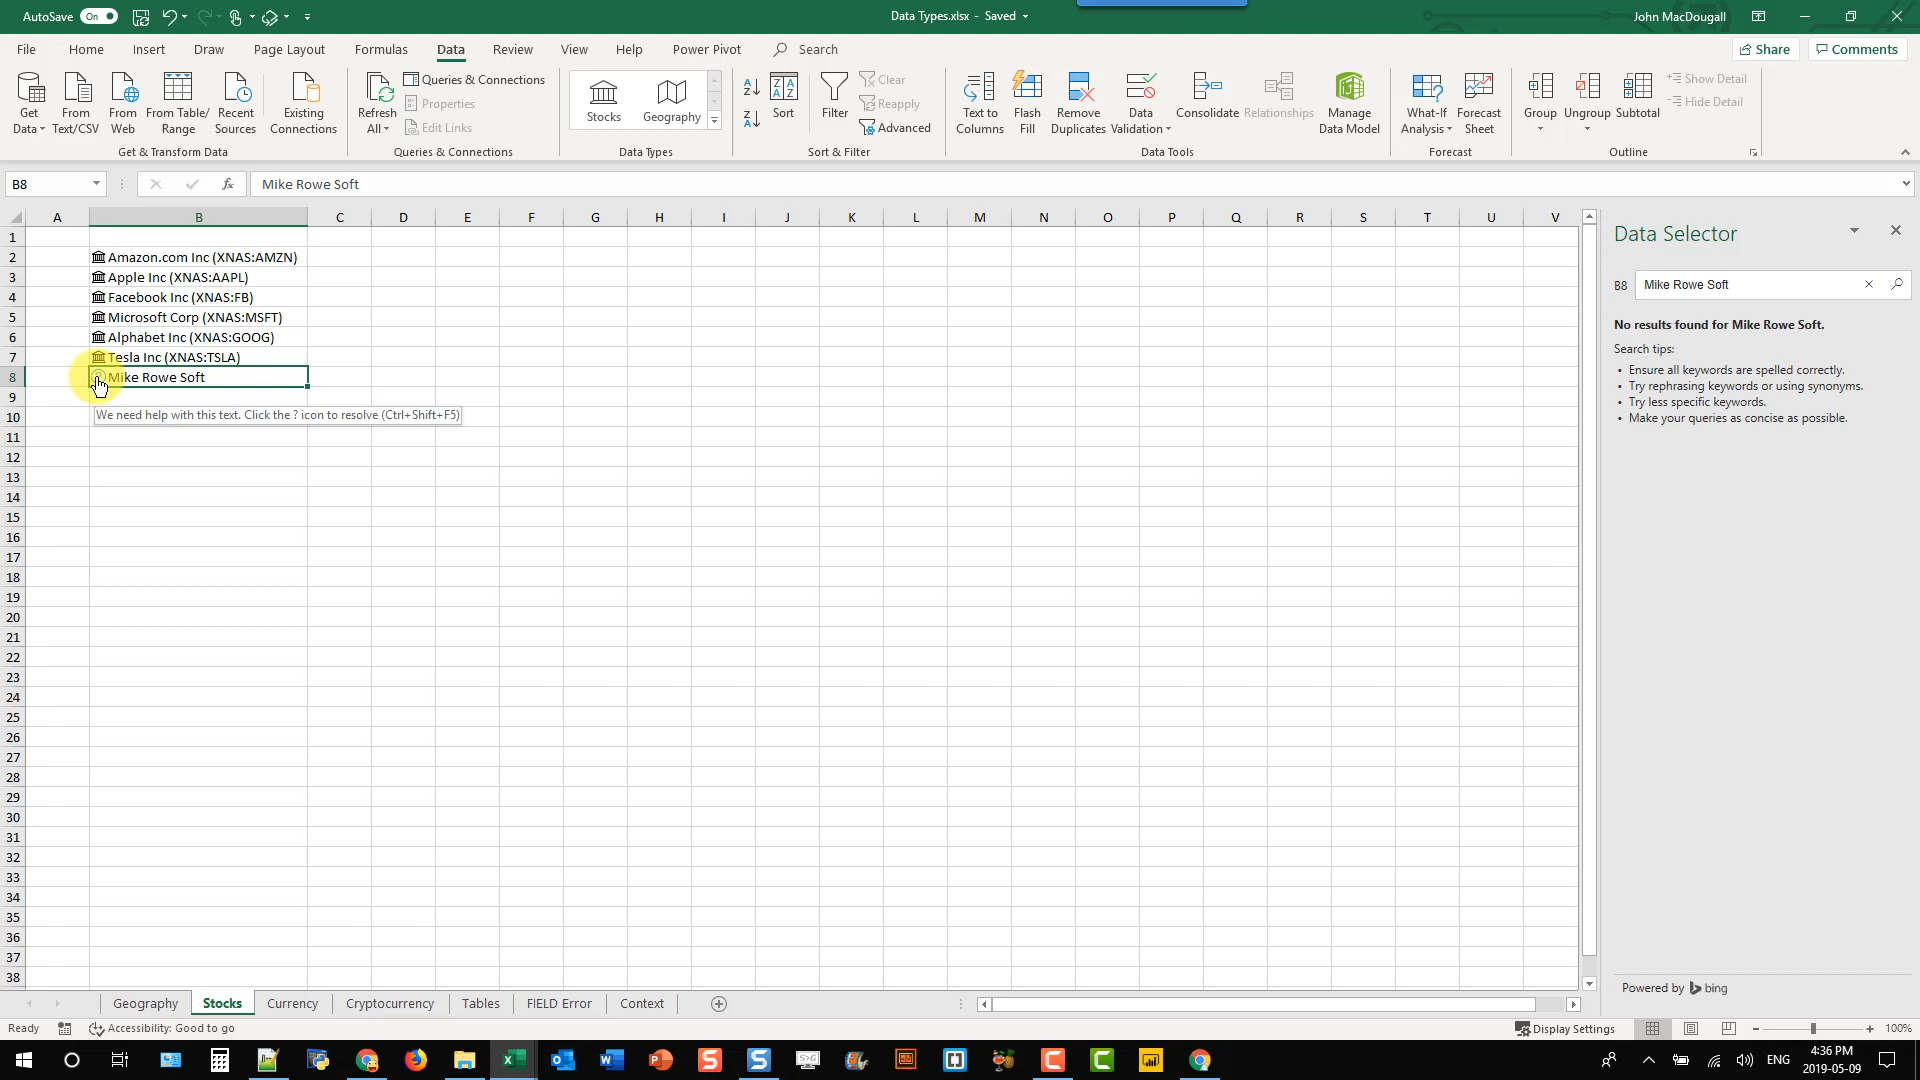 AutoSave On
Data Types.xlsx - Saved
John MacDougall
File Home Insert Draw Page Layout Formulas Data Review View Help Power Pivot Search
Share Comments
Get Data
From Text/CSV
From Web
From Table/ Range
Recent Sources
Existing Connections
Get & Transform Data
Refresh All
Queries & Connections
Properties
Edit Links
Queries & Connections
Stocks
Geography
Data Types
Sort
Filter
Clear
Reapply
Advanced
Sort & Filter
Text to Columns
Flash Fill
Remove Duplicates
Data Validation
Consolidate
Relationships
Manage Data Model
Data Tools
What-If Analysis
Forecast Sheet
Forecast
Group
Ungroup
Subtotal
Show Detail
Hide Detail
Outline
B8
fx
Mike Rowe Soft
A B C D E F G H I J K L M N O P Q R S T U V
1
2 Amazon.com Inc (XNAS:AMZN)
3 Apple Inc (XNAS:AAPL)
4 Facebook Inc (XNAS:FB)
5 Microsoft Corp (XNAS:MSFT)
6 Alphabet Inc (XNAS:GOOG)
7 Tesla Inc (XNAS:TSLA)
8 Mike Rowe Soft
9
We need help with this text. Click the ? icon to resolve (Ctrl+Shift+F5)
10
11
12
13
14
15
16
17
18
19
20
21
22
23
24
25
26
27
28
29
30
31
32
33
34
35
36
37
38
Data Selector
B8 Mike Rowe Soft
No results found for Mike Rowe Soft.
Search tips:
• Ensure all keywords are spelled correctly.
• Try rephrasing keywords or using synonyms.
• Try less specific keywords.
• Make your queries as concise as possible.
Powered by bing
Geography Stocks Currency Cryptocurrency Tables FIELD Error Context
Ready
Accessibility: Good to go
Display Settings
100%
ENG
4:36 PM
2019-05-09